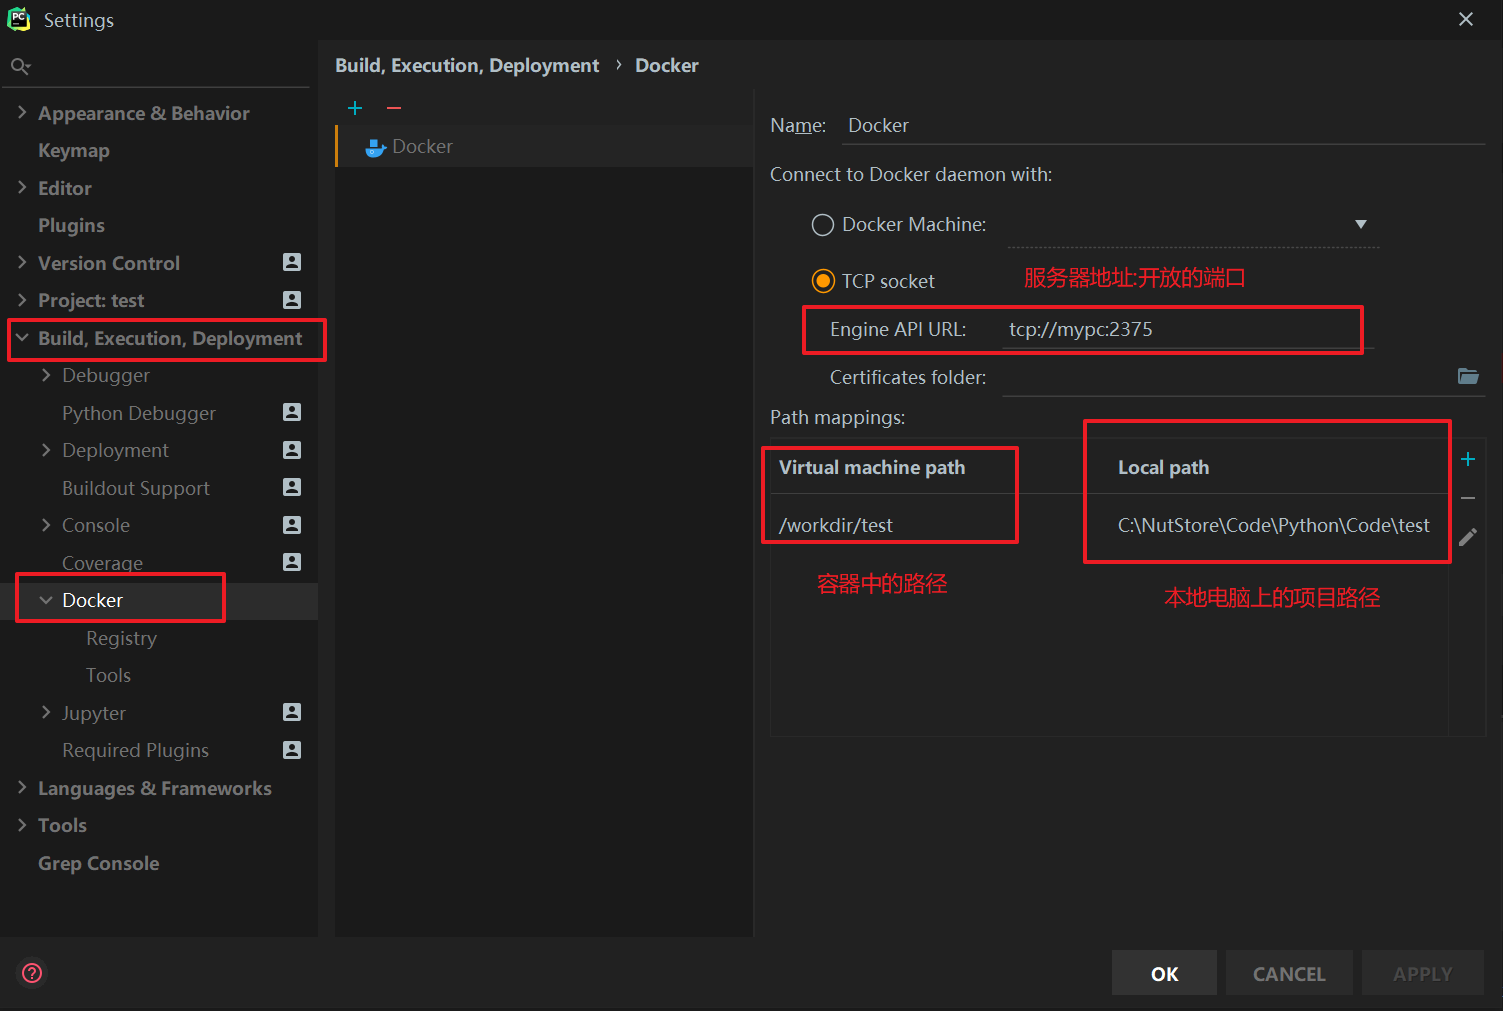 PC
Settings
Appearance & Behavior
Keymap
Editor
Plugins
Version Control
Project: test
Build, Execution, Deployment
Debugger
Python Debugger
Deployment
Buildout Support
Console
Coverage
Docker
Registry
Tools
Jupyter
Required Plugins
Languages & Frameworks
Tools
Grep Console
Build, Execution, Deployment › Docker
Docker
Name: Docker
Connect to Docker daemon with:
Docker Machine:
TCP socket
服务器地址:开放的端口
Engine API URL: tcp://mypc:2375
Certificates folder:
Path mappings:
Virtual machine path Local path
/workdir/test C:\NutStore\Code\Python\Code\test
容器中的路径
本地电脑上的项目路径
OK CANCEL APPLY